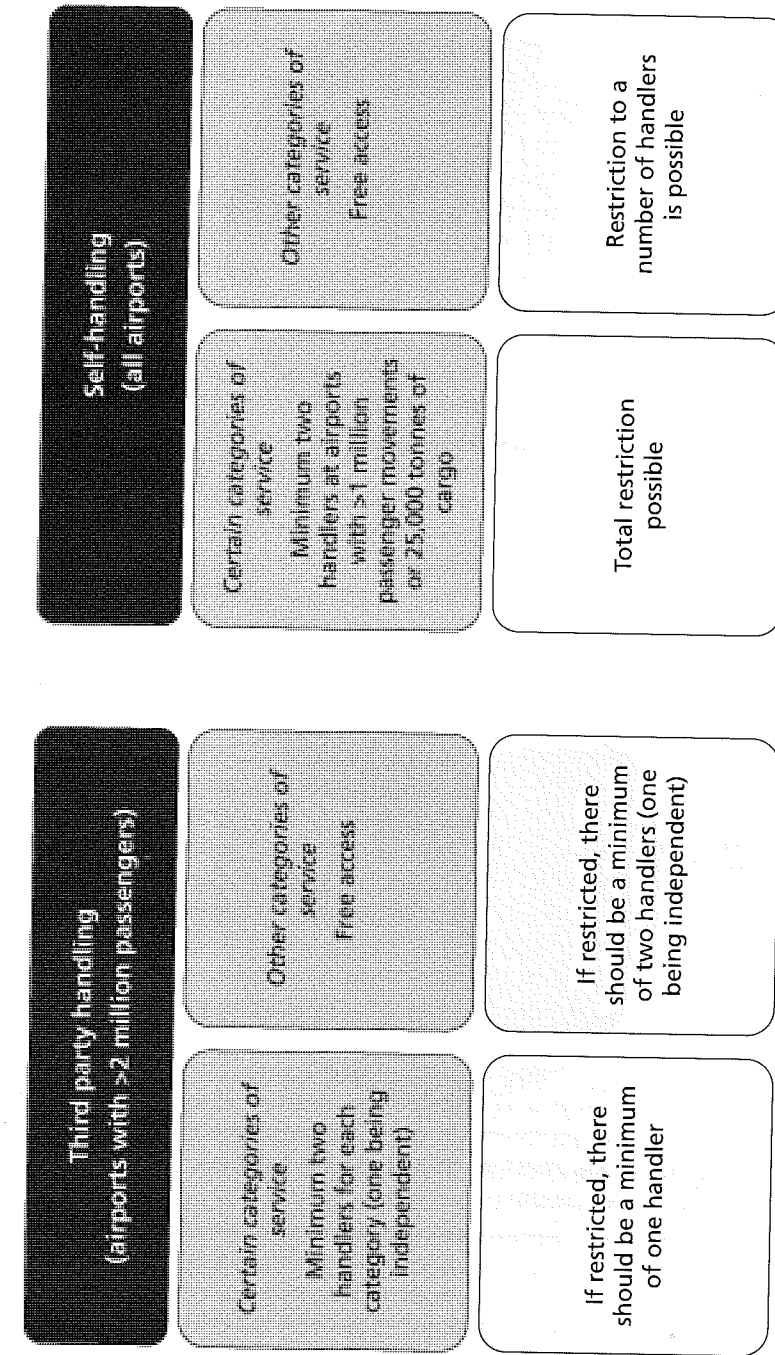 Third party handling
(airports with >2 million passengers)
Certain categories of
service
Minimum two
handlers for each
category (one being
independent)
Other categories of
service
Free access
If restricted, there
should be a minimum
of one handler
If restricted, there
should be a minimum
of two handlers (one
being independent)
Self-handling
(all airports)
Certain categories of
service
Minimum two
handlers at airports
with >1 million
passenger movements
or 25,000 tonnes of
cargo
Other categories of
service
Free access
Total restriction
possible
Restriction to a
number of handlers
is possible